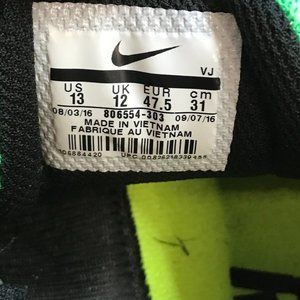 VJ
US UK EUR cm
13 12 47.5 31
08/03/16 806554-303 09/07/16
MADE IN VIETNAM
FABRIQUE AU VIETNAM
UPC